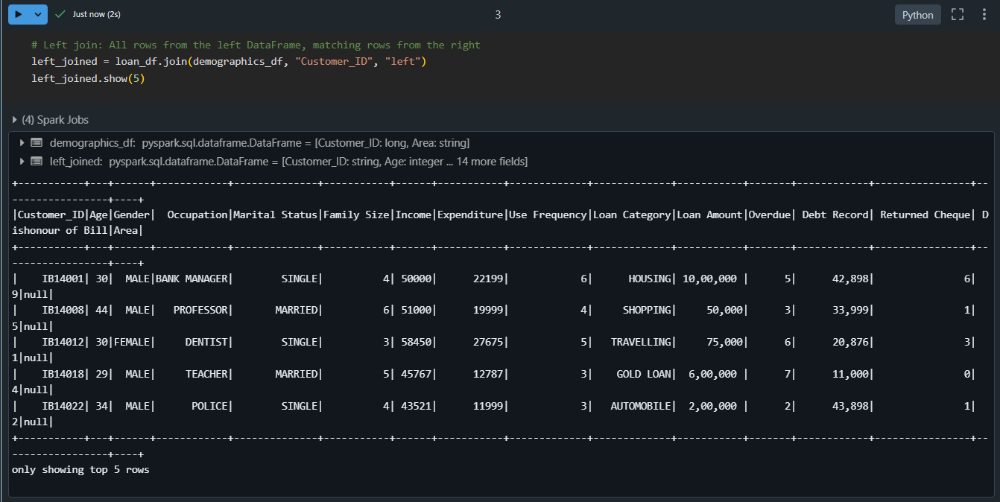 Just now (2s)
3
Python
# Left join: All rows from the left DataFrame, matching rows from the right
left_joined = loan_df.join(demographics_df, "Customer_ID", "left")
left_joined.show(5)
(4) Spark Jobs
demographics_df: pyspark.sql.dataframe.DataFrame = [Customer_ID: long, Area: string]
left_joined: pyspark.sql.dataframe.DataFrame = [Customer_ID: string, Age: integer ... 14 more fields]
+-----------+---+------+------------+--------------+-----------+------+-----------+-------------+-------------+-----------+-------+------------+----------------+--
----------------+----+
|Customer_ID|Age|Gender|  Occupation|Marital Status|Family Size|Income|Expenditure|Use Frequency|Loan Category|Loan Amount|Overdue| Debt Record| Returned Cheque| D
ishonour of Bill|Area|
+-----------+---+------+------------+--------------+-----------+------+-----------+-------------+-------------+-----------+-------+------------+----------------+--
----------------+----+
|    IB14001| 30|  MALE|BANK MANAGER|        SINGLE|          4| 50000|      22199|            6|      HOUSING| 10,00,000 |      5|      42,898|               6|
9|null|
|    IB14008| 44|  MALE|   PROFESSOR|       MARRIED|          6| 51000|      19999|            4|     SHOPPING|     50,000|      3|      33,999|               1|
5|null|
|    IB14012| 30|FEMALE|     DENTIST|        SINGLE|          3| 58450|      27675|            5|   TRAVELLING|     75,000|      6|      20,876|               3|
1|null|
|    IB14018| 29|  MALE|     TEACHER|       MARRIED|          5| 45767|      12787|            3|    GOLD LOAN|  6,00,000 |      7|      11,000|               0|
4|null|
|    IB14022| 34|  MALE|      POLICE|        SINGLE|          4| 43521|      11999|            3|   AUTOMOBILE|  2,00,000 |      2|      43,898|               1|
2|null|
+-----------+---+------+------------+--------------+-----------+------+-----------+-------------+-------------+-----------+-------+------------+----------------+--
----------------+----+
only showing top 5 rows